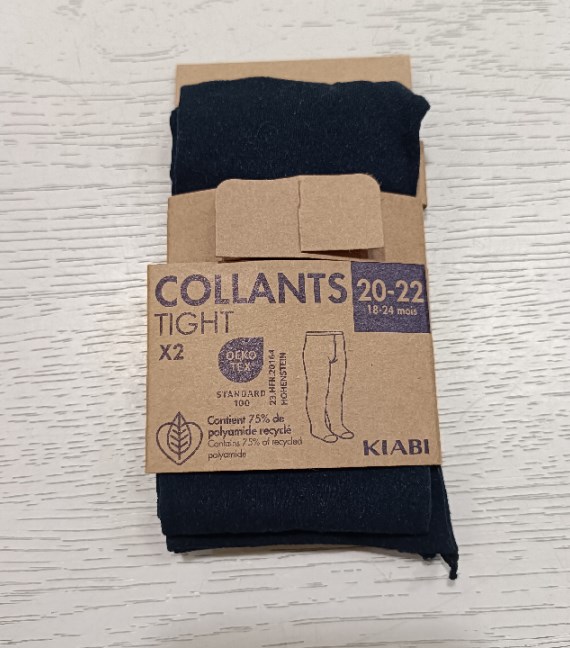 COLLANTS
TIGHT
X2
20-22
18-24 mois
OEKO
TEX
STANDARD
100
23.HFR.20164
HOHENSTEIN
Contient 75% de
polyamide recyclé
Contains 75% of recycled
polyamide
KIABI